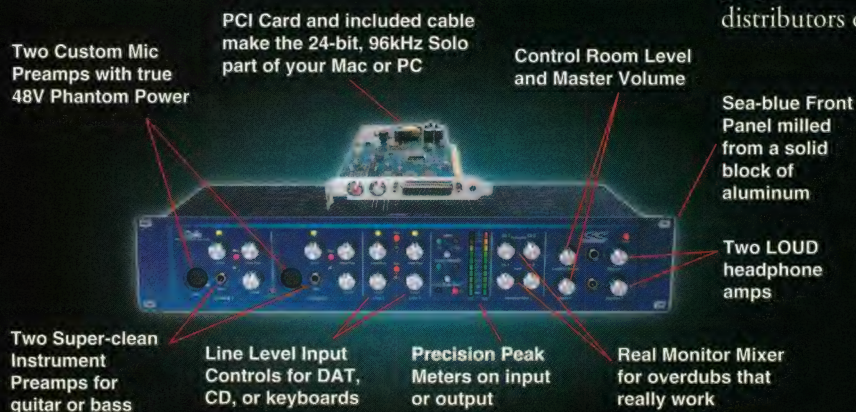 distributors
PCI Card and included cable
make the 24-bit, 96kHz Solo
part of your Mac or PC
Two Custom Mic
Preamps with true
48V Phantom Power
Control Room Level
and Master Volume
Sea-blue Front
Panel milled
from a solid
block of
aluminum
Two LOUD
headphone
amps
Two Super-clean
Instrument
Preamps for
guitar or bass
Line Level Input
Controls for DAT,
CD, or keyboards
Precision Peak
Meters on input
or output
Real Monitor Mixer
for overdubs that
really work